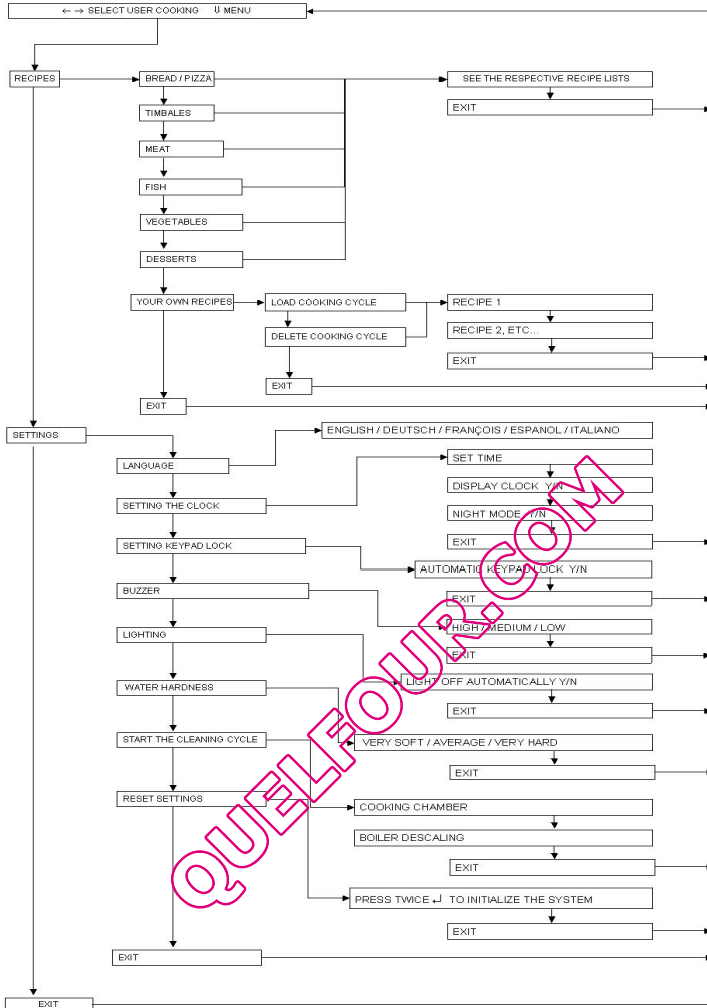 ← → SELECT USER COOKING ⇓ MENU
RECIPES
BREAD / PIZZA
SEE THE RESPECTIVE RECIPE LISTS
EXIT
TIMBALES
MEAT
FISH
VEGETABLES
DESSERTS
YOUR OWN RECIPES
LOAD COOKING CYCLE
RECIPE 1
RECIPE 2, ETC...
DELETE COOKING CYCLE
EXIT
EXIT
EXIT
SETTINGS
ENGLISH / DEUTSCH / FRANÇOIS / ESPANOL / ITALIANO
LANGUAGE
SET TIME
DISPLAY CLOCK Y/N
SETTING THE CLOCK
NIGHT MODE Y/N
EXIT
SETTING KEYPAD LOCK
AUTOMATIC KEYPAD LOCK Y/N
EXIT
BUZZER
HIGH / MEDIUM / LOW
EXIT
LIGHTING
LIGHT OFF AUTOMATICALLY Y/N
EXIT
WATER HARDNESS
VERY SOFT / AVERAGE / VERY HARD
EXIT
START THE CLEANING CYCLE
COOKING CHAMBER
BOILER DESCALING
EXIT
RESET SETTINGS
PRESS TWICE ↵ TO INITIALIZE THE SYSTEM
EXIT
EXIT
EXIT
QUELFOUR.COM